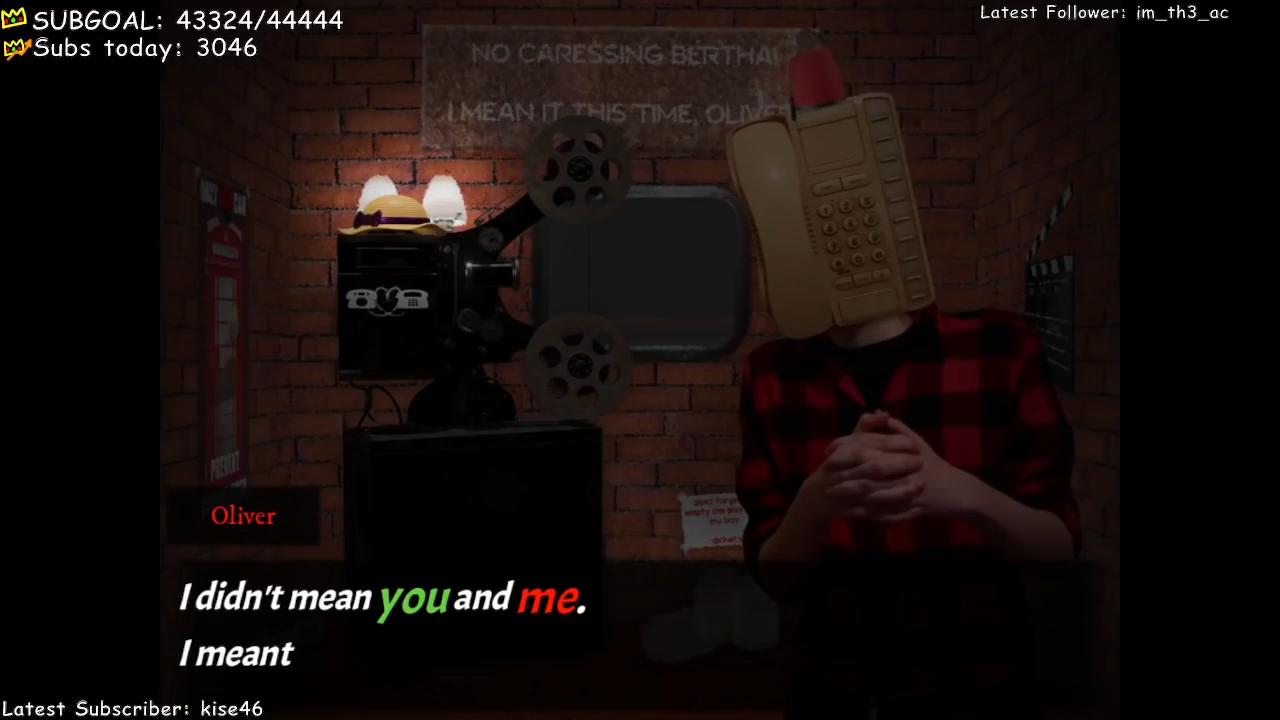 SUBGOAL: 43324/44444
Subs today: 3046
Latest Follower: im_th3_ac
NO CARESSING BERTHA!
I MEAN IT THIS TIME, OLIVER
PREVENT
Oliver
I didn't mean you and me.
I meant
Latest Subscriber: kise46